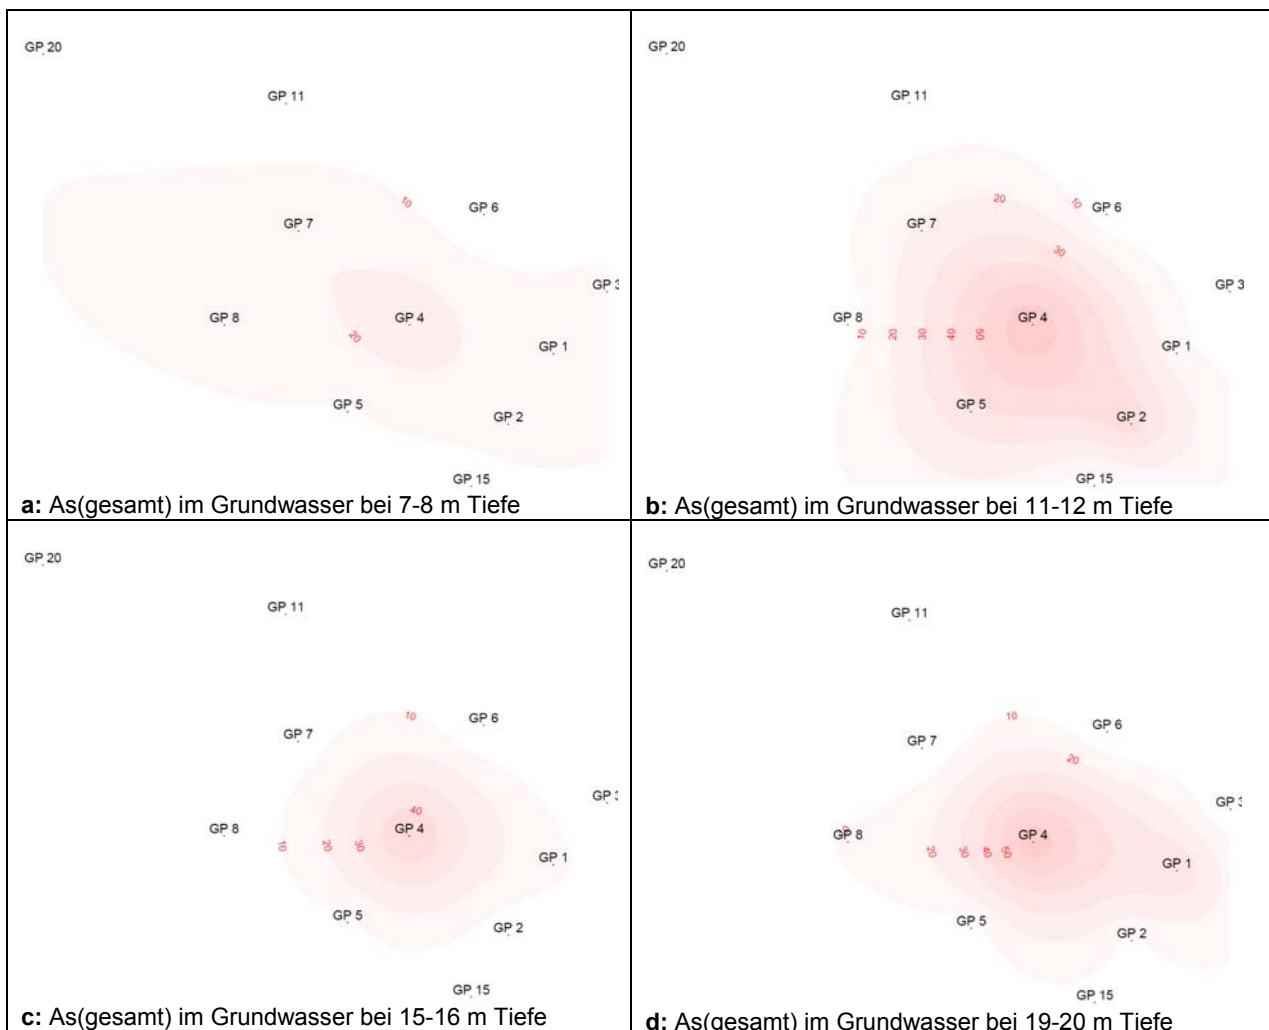 GP 20
GP 11
10
GP 6
GP 7
GP 3
GP 8
GP 4
20
GP 1
GP 5
GP 2
GP 15
a: As(gesamt) im Grundwasser bei 7-8 m Tiefe
GP 20
GP 11
20
10
GP 6
GP 7
30
GP 3
GP 8
GP 4
10 20 30 40 50
GP 1
GP 5
GP 2
GP 15
b: As(gesamt) im Grundwasser bei 11-12 m Tiefe
GP 20
GP 11
10
GP 6
GP 7
GP
40
GP 8
GP 4
10 20 30
GP 1
GP 5
GP 2
GP 15
c: As(gesamt) im Grundwasser bei 15-16 m Tiefe
GP 20
GP 11
10
GP 6
GP 7
20
GP 3
GP 8
GP 4
20 30 40 50
GP 1
GP 5
GP 2
GP 15
d: As(gesamt) im Grundwasser bei 19-20 m Tiefe